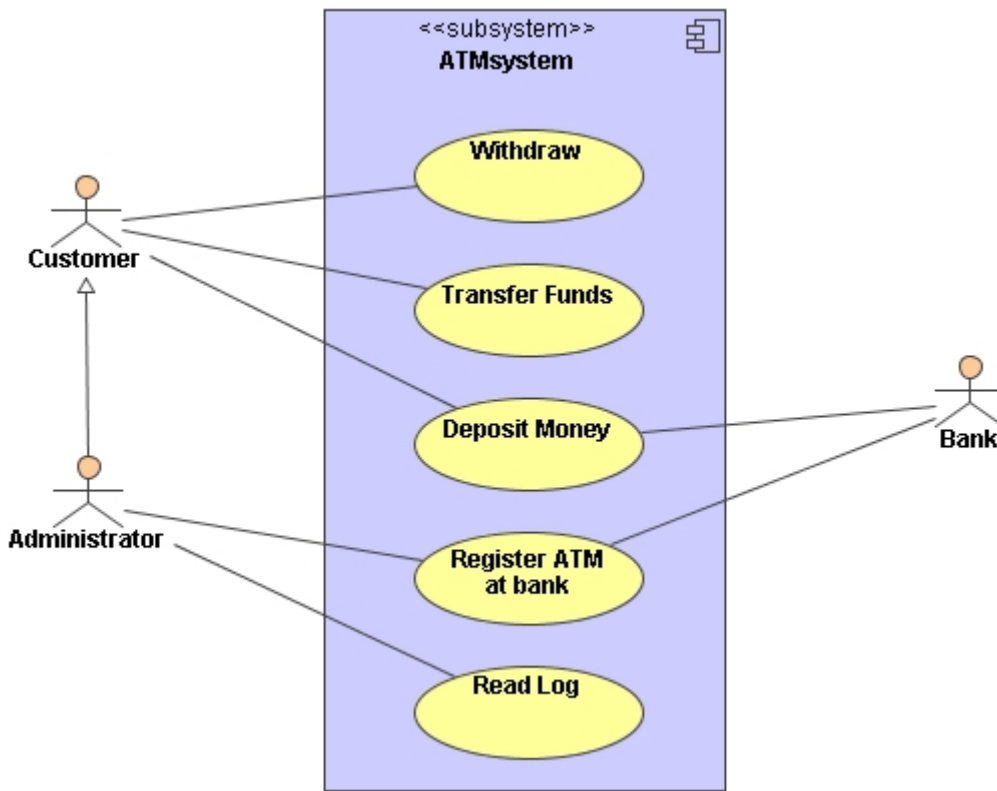 <<subsystem>>
ATMsystem
Withdraw
Customer
Transfer Funds
Deposit Money
Bank
Administrator
Register ATM
at bank
Read Log